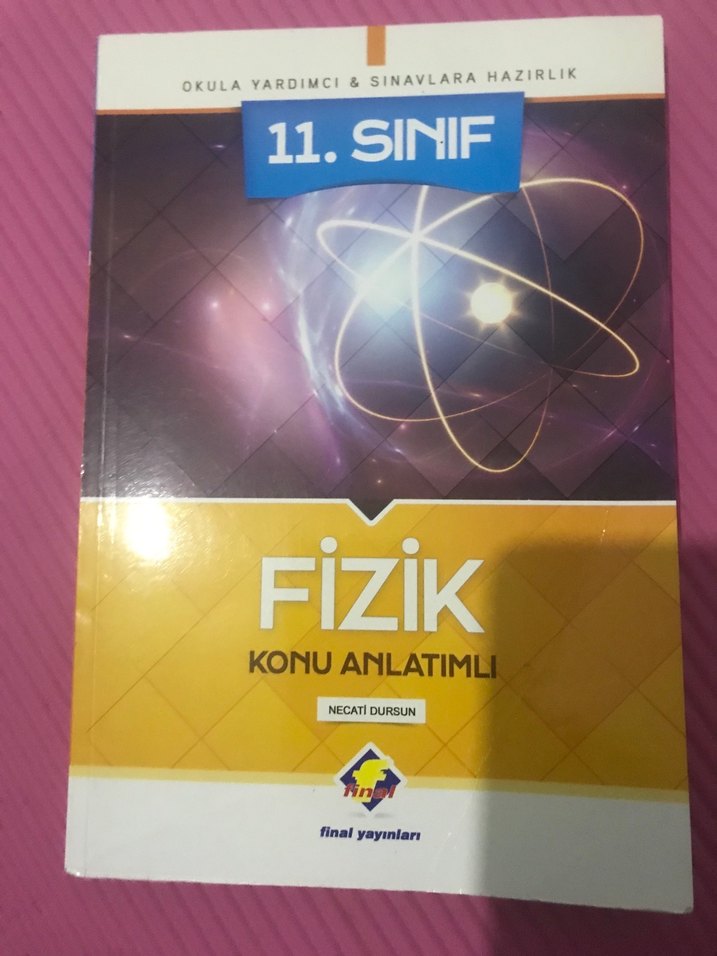 OKULA YARDIMCI & SINAVLARA HAZIRLIK
11. SINIF
FİZİK
KONU ANLATIMLI
NECATİ DURSUN
final
final yayınları